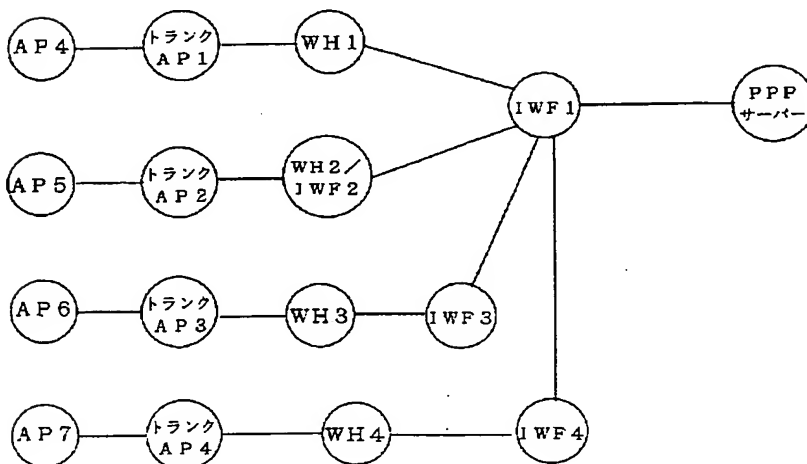 AP4
トランク
AP1
WH1
IWF1
PPP
サーバー
AP5
トランク
AP2
WH2/
IWF2
AP6
トランク
AP3
WH3
IWF3
AP7
トランク
AP4
WH4
IWF4